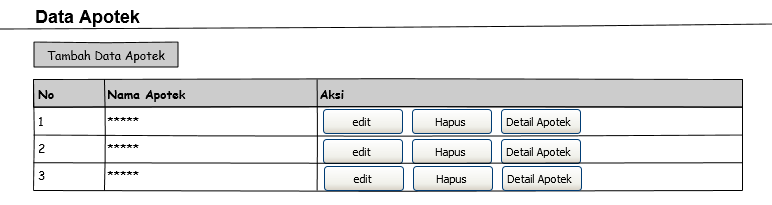 Data Apotek
Tambah Data Apotek
No Nama Apotek Aksi
1 ***** edit Hapus Detail Apotek
2 ***** edit Hapus Detail Apotek
3 ***** edit Hapus Detail Apotek